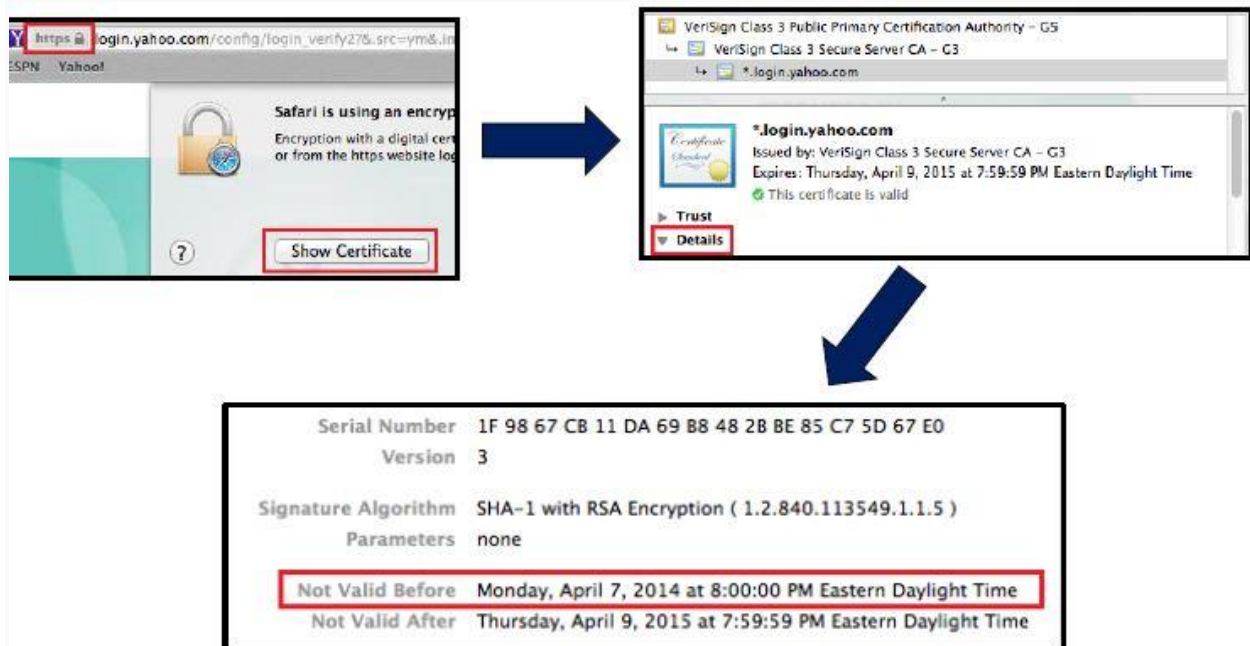 https login.yahoo.com/config/login_verify2?&.src=ym&.in
ESPN Yahoo!
Safari is using an encryp
Encryption with a digital cert
or from the https website log
?
Show Certificate
VeriSign Class 3 Public Primary Certification Authority - G5
VeriSign Class 3 Secure Server CA - G3
*.login.yahoo.com
Certificate
Standard
*.login.yahoo.com
Issued by: VeriSign Class 3 Secure Server CA - G3
Expires: Thursday, April 9, 2015 at 7:59:59 PM Eastern Daylight Time
This certificate is valid
Trust
Details
Serial Number 1F 98 67 CB 11 DA 69 B8 48 2B BE 85 C7 5D 67 E0
Version 3
Signature Algorithm SHA-1 with RSA Encryption ( 1.2.840.113549.1.1.5 )
Parameters none
Not Valid Before Monday, April 7, 2014 at 8:00:00 PM Eastern Daylight Time
Not Valid After Thursday, April 9, 2015 at 7:59:59 PM Eastern Daylight Time